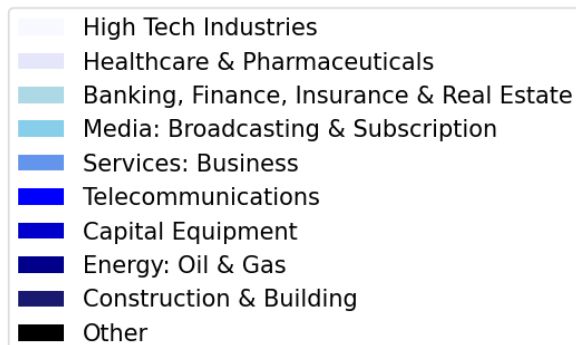 High Tech Industries
Healthcare & Pharmaceuticals
Banking, Finance, Insurance & Real Estate
Media: Broadcasting & Subscription
Services: Business
Telecommunications
Capital Equipment
Energy: Oil & Gas
Construction & Building
Other